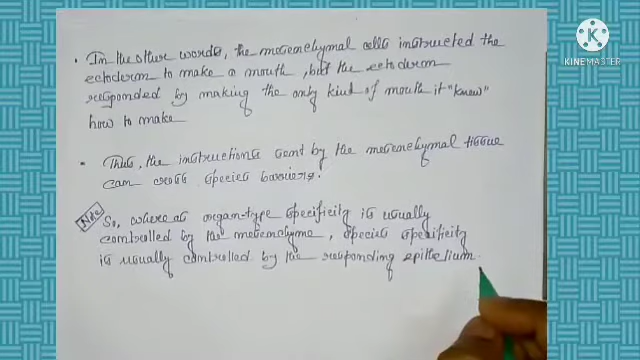 K
KINEMASTER
• In the other words, the mesenchymal cells instructed the
ectoderm to make a mouth, but the ectoderm
responded by making the only kind of mouth it "knew"
how to make
• Thus, the instructions sent by the mesenchymal tissue
can cross species barriers.
Note So, where as organ-type specificity is usually
controlled by the mesenchyme, species specificity
is usually controlled by the responding epithelium.